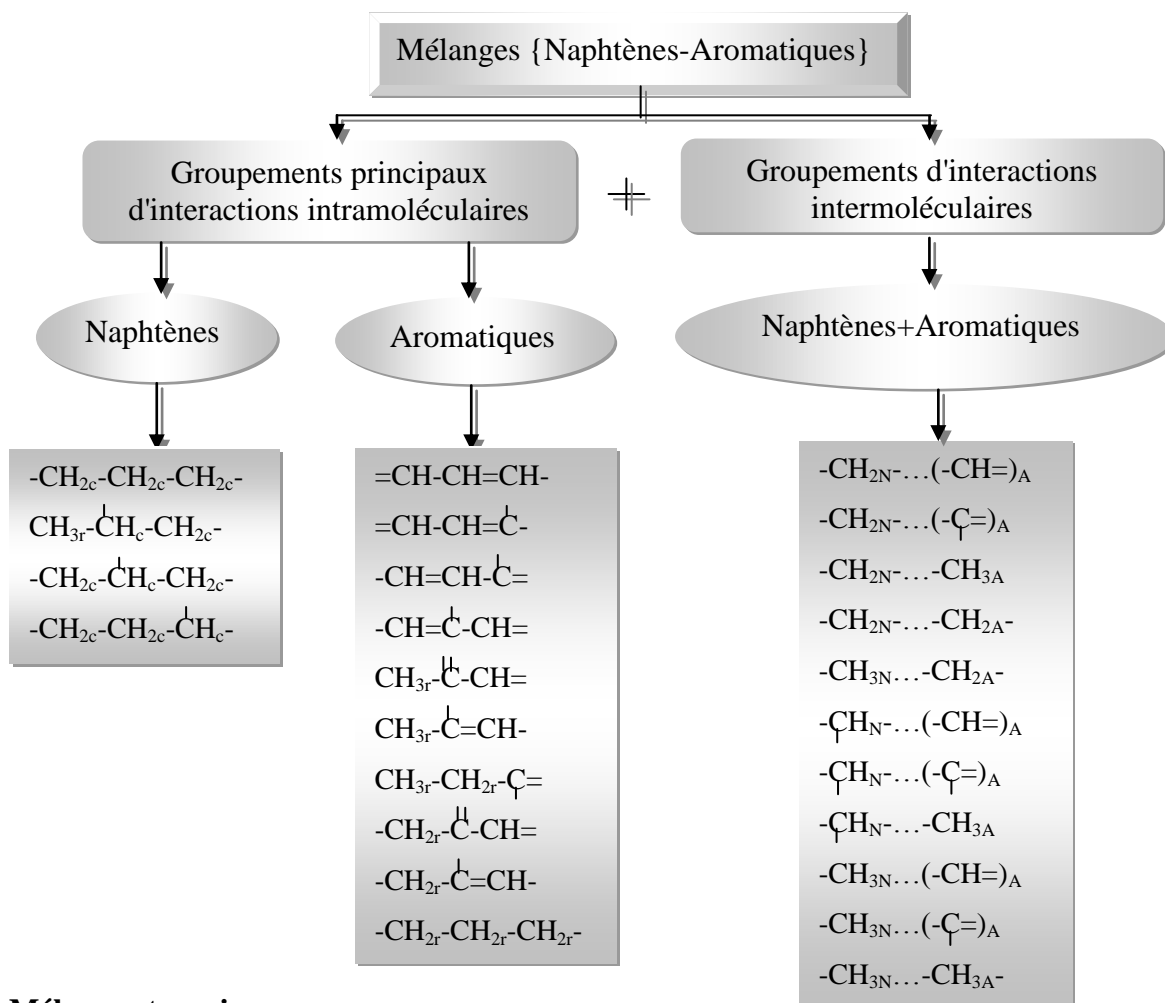 Mélanges {Naphtènes-Aromatiques}
Groupements principaux
d'interactions intramoléculaires
Groupements d'interactions
intermoléculaires
Naphtènes
Aromatiques
Naphtènes+Aromatiques
-CH₂c-CH₂c-CH₂c-
CH₃r-CHc-CH₂c-
-CH₂c-CHc-CH₂c-
-CH₂c-CH₂c-CHc-
=CH-CH=CH-
=CH-CH=C-
-CH=CH-C=
-CH=C-CH=
CH₃r-C-CH=
CH₃r-C=CH-
CH₃r-CH₂r-C=
-CH₂r-C-CH=
-CH₂r-C=CH-
-CH₂r-CH₂r-CH₂r-
-CH₂N-…(-CH=)A
-CH₂N-…(-C=)A
-CH₂N-…-CH₃A
-CH₂N-…-CH₂A-
-CH₃N…-CH₂A-
-CHN-…(-CH=)A
-CHN-…(-C=)A
-CHN-…-CH₃A
-CH₃N…(-CH=)A
-CH₃N…(-C=)A
-CH₃N…-CH₃A-